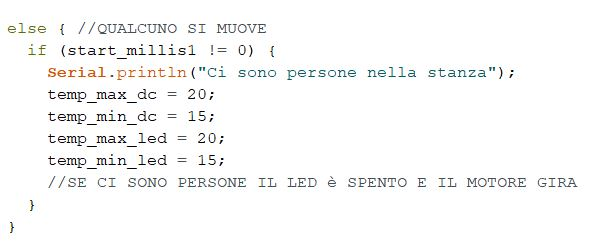 else { //QUALCUNO SI MUOVE
if (start_millis1 != 0) {
Serial.println("Ci sono persone nella stanza");
temp_max_dc = 20;
temp_min_dc = 15;
temp_max_led = 20;
temp_min_led = 15;
//SE CI SONO PERSONE IL LED è SPENTO E IL MOTORE GIRA
}
}